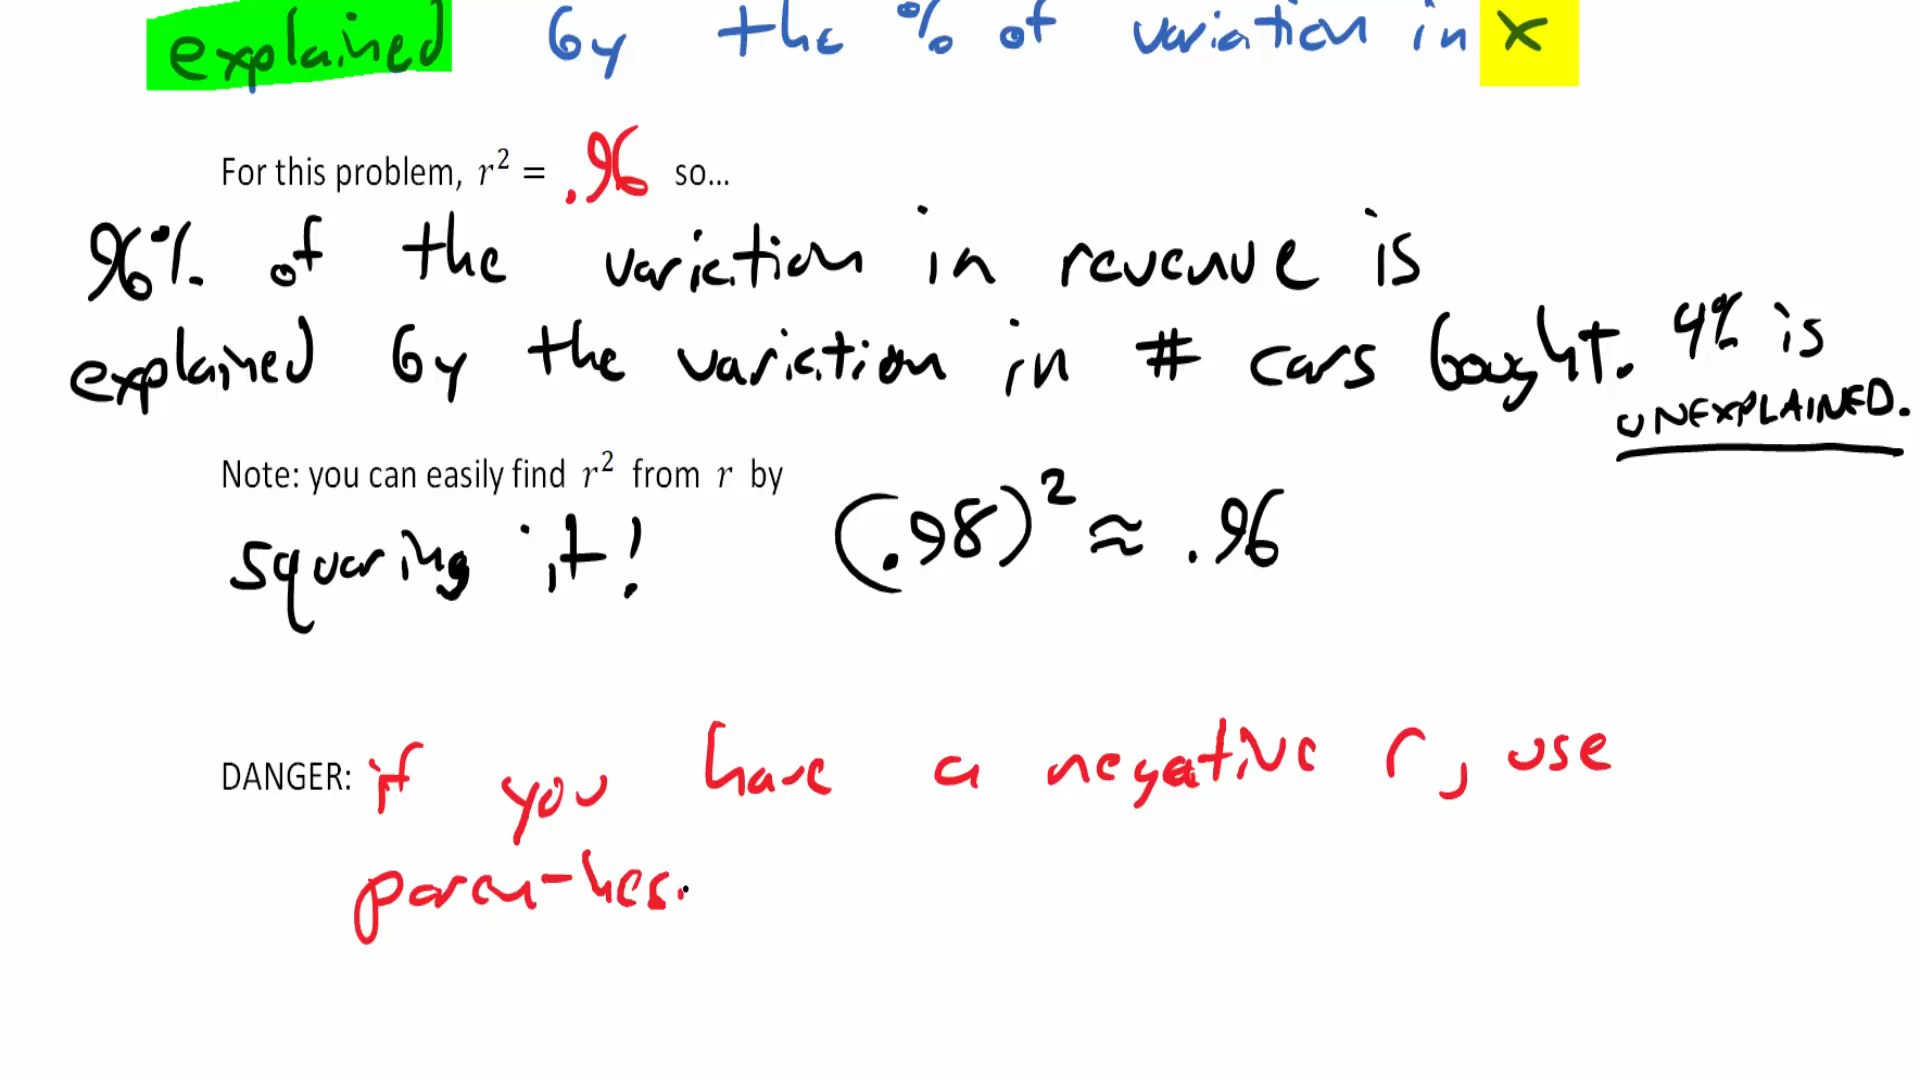 explained by the % of variation in x
For this problem, r² = .96 so...
96% of the variation in revenue is
explained by the variation in # cars bought. 4% is
UNEXPLAINED.
Note: you can easily find r² from r by
squaring it! (.98)² ≈ .96
DANGER: if you have a negative r, use
parenthes.